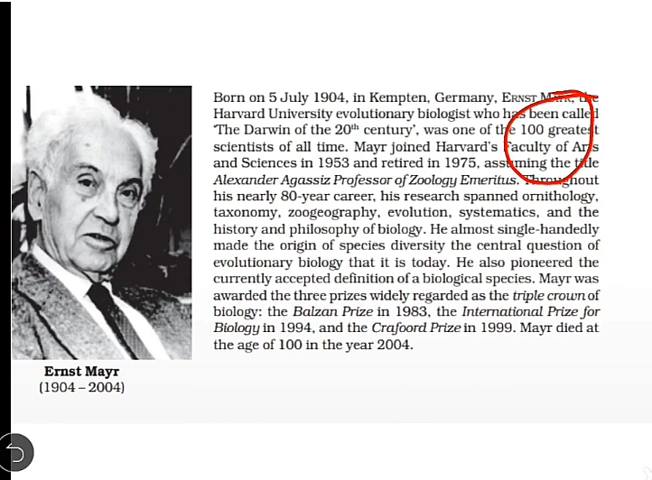 Born on 5 July 1904, in Kempten, Germany, ERNST MAYR, the
Harvard University evolutionary biologist who has been called
‘The Darwin of the 20th century’, was one of the 100 greatest
scientists of all time. Mayr joined Harvard’s Faculty of Arts
and Sciences in 1953 and retired in 1975, assuming the title
Alexander Agassiz Professor of Zoology Emeritus. Throughout
his nearly 80-year career, his research spanned ornithology,
taxonomy, zoogeography, evolution, systematics, and the
history and philosophy of biology. He almost single-handedly
made the origin of species diversity the central question of
evolutionary biology that it is today. He also pioneered the
currently accepted definition of a biological species. Mayr was
awarded the three prizes widely regarded as the triple crown of
biology: the Balzan Prize in 1983, the International Prize for
Biology in 1994, and the Crafoord Prize in 1999. Mayr died at
the age of 100 in the year 2004.
Ernst Mayr
(1904 – 2004)